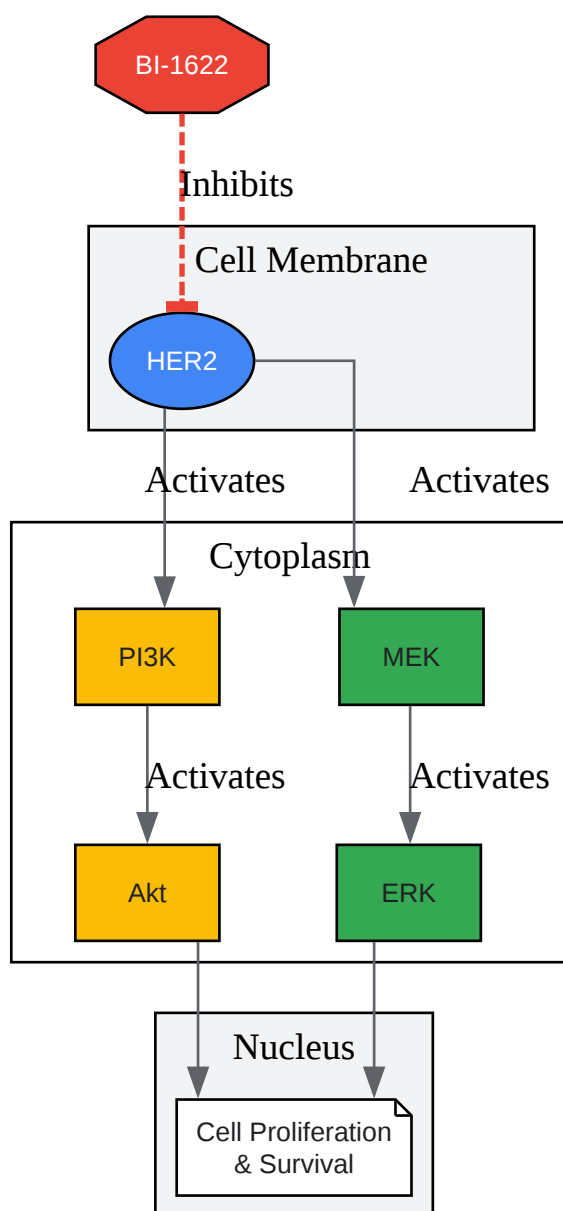 BI-1622
Inhibits
Cell Membrane
HER2
Activates
Activates
Cytoplasm
PI3K
MEK
Activates
Activates
Akt
ERK
Nucleus
Cell Proliferation
& Survival